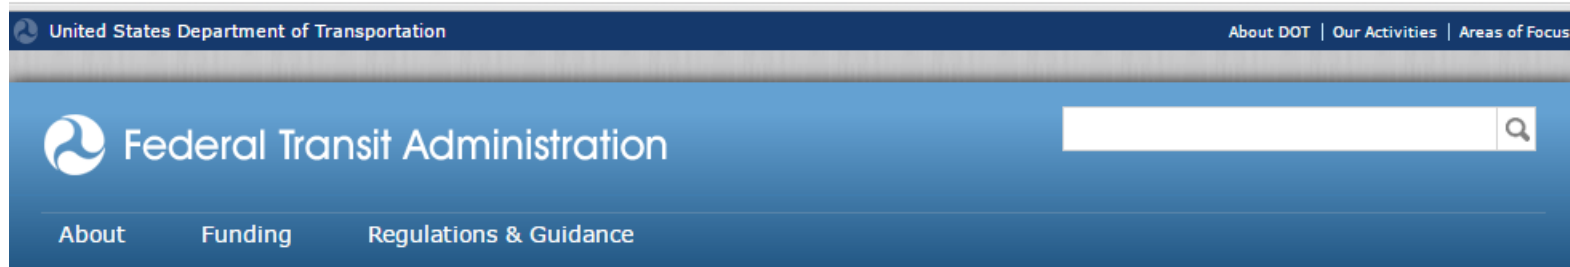 United States Department of Transportation
About DOT | Our Activities | Areas of Focus
Federal Transit Administration
About Funding Regulations & Guidance